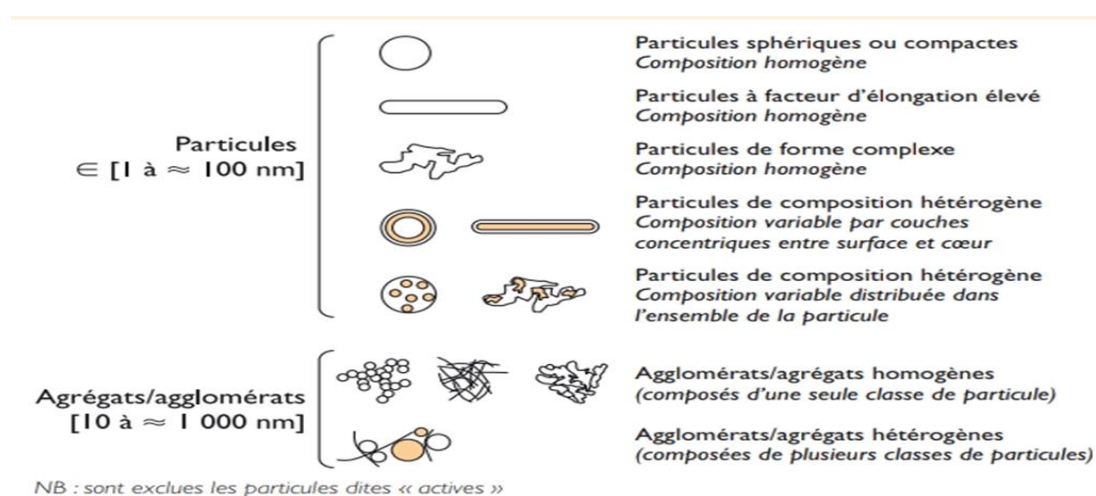 Particules sphériques ou compactes
Composition homogène
Particules à facteur d'élongation élevé
Composition homogène
Particules
∈ [1 à ≈ 100 nm]
Particules de forme complexe
Composition homogène
Particules de composition hétérogène
Composition variable par couches
concentriques entre surface et cœur
Particules de composition hétérogène
Composition variable distribuée dans
l'ensemble de la particule
Agrégats/agglomérats
[10 à ≈ 1 000 nm]
Agglomérats/agrégats homogènes
(composés d'une seule classe de particule)
Agglomérats/agrégats hétérogènes
(composées de plusieurs classes de particules)
NB : sont exclues les particules dites « actives »